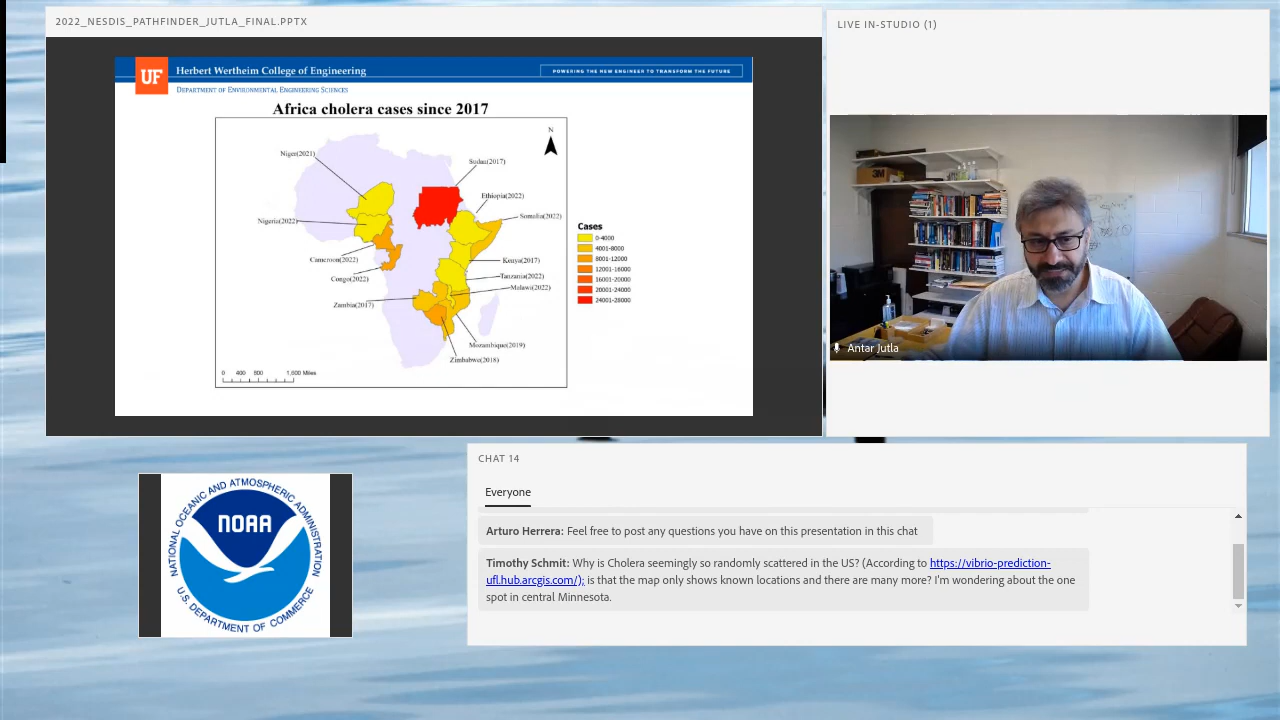 2022_NESDIS_PATHFINDER_JUTLA_FINAL.PPTX
UF
Herbert Wertheim College of Engineering
POWERING THE NEW ENGINEER TO TRANSFORM THE FUTURE
DEPARTMENT OF ENVIRONMENTAL ENGINEERING SCIENCES
Africa cholera cases since 2017
N
Niger(2021)
Sudan(2017)
Ethiopia(2022)
Nigeria(2022)
Somalia(2022)
Cameroon(2022)
Kenya(2017)
Congo(2022)
Tanzania(2022)
Malawi(2022)
Zambia(2017)
Mozambique(2019)
Zimbabwe(2018)
0 400 800 1,600 Miles
Cases
0-4000
4001-8000
8001-12000
12001-16000
16001-20000
20001-24000
24001-28000
LIVE IN-STUDIO (1)
3M
Antar Jutla
NATIONAL OCEANIC AND ATMOSPHERIC ADMINISTRATION
NOAA
U.S. DEPARTMENT OF COMMERCE
CHAT 14
Everyone
Arturo Herrera: Feel free to post any questions you have on this presentation in this chat
Timothy Schmit: Why is Cholera seemingly so randomly scattered in the US? (According to https://vibrio-prediction-
ufl.hub.arcgis.com/); is that the map only shows known locations and there are many more? I'm wondering about the one
spot in central Minnesota.